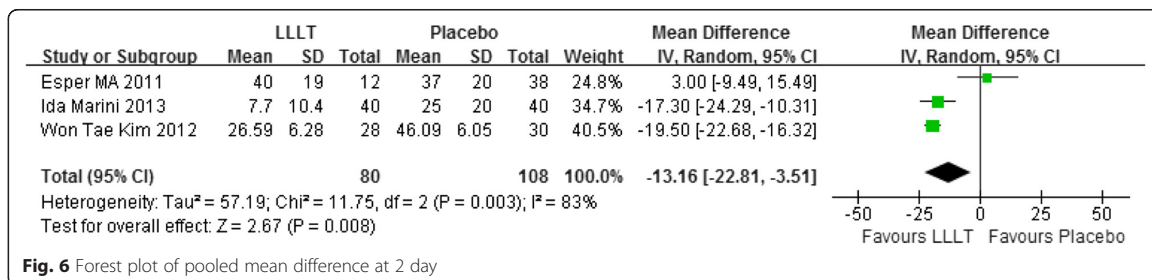 LLLT Placebo Mean Difference Mean Difference
Study or Subgroup Mean SD Total Mean SD Total Weight IV, Random, 95% CI IV, Random, 95% CI
Esper MA 2011 40 19 12 37 20 38 24.8% 3.00 [-9.49, 15.49]
Ida Marini 2013 7.7 10.4 40 25 20 40 34.7% -17.30 [-24.29, -10.31]
Won Tae Kim 2012 26.59 6.28 28 46.09 6.05 30 40.5% -19.50 [-22.68, -16.32]
Total (95% CI) 80 108 100.0% -13.16 [-22.81, -3.51]
Heterogeneity: Tau² = 57.19; Chi² = 11.75, df = 2 (P = 0.003); I² = 83%
Test for overall effect: Z = 2.67 (P = 0.008)
-50 -25 0 25 50
Favours LLLT Favours Placebo
Fig. 6 Forest plot of pooled mean difference at 2 day